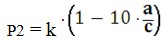 P2 = k · (1 − 10 · a/c)